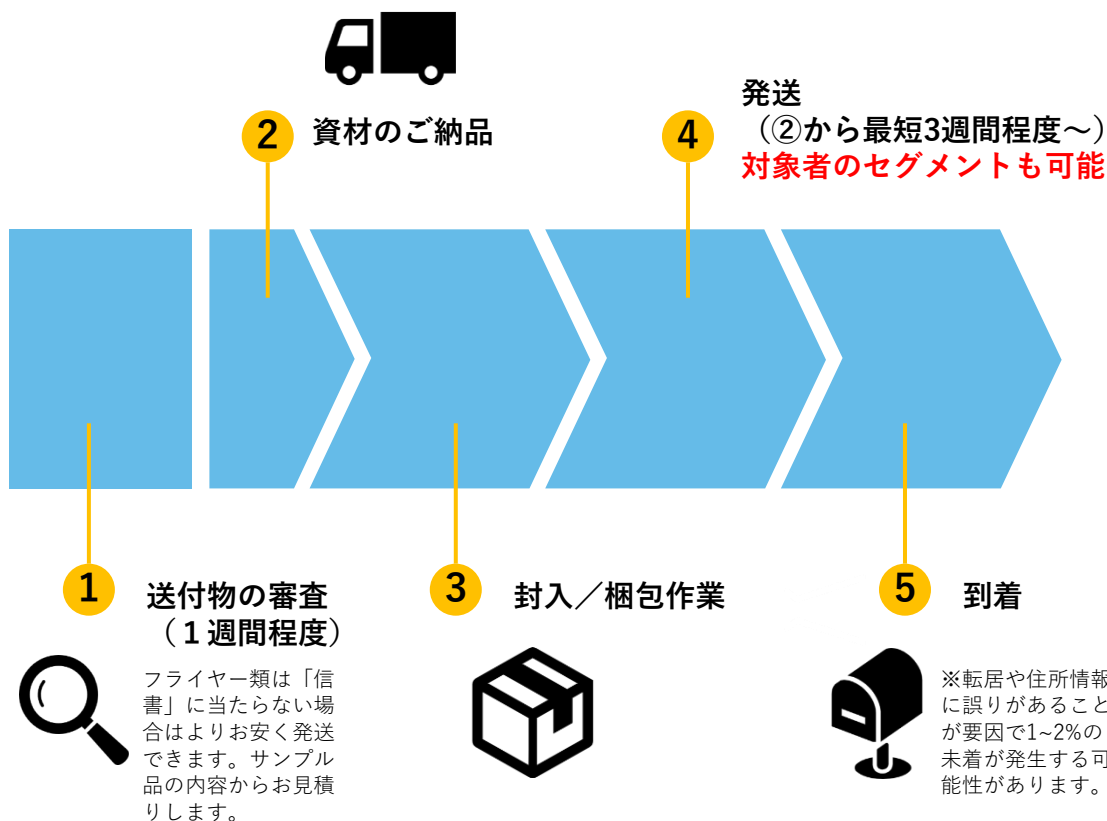 2
資材のご納品
4
発送
（②から最短3週間程度～）
対象者のセグメントも可能
1
送付物の審査
（１週間程度）
フライヤー類は「信
書」に当たらない場
合はよりお安く発送
できます。サンプル
品の内容からお見積
りします。
3
封入／梱包作業
5
到着
※転居や住所情報
に誤りがあること
が要因で1~2%の
未着が発生する可
能性があります。